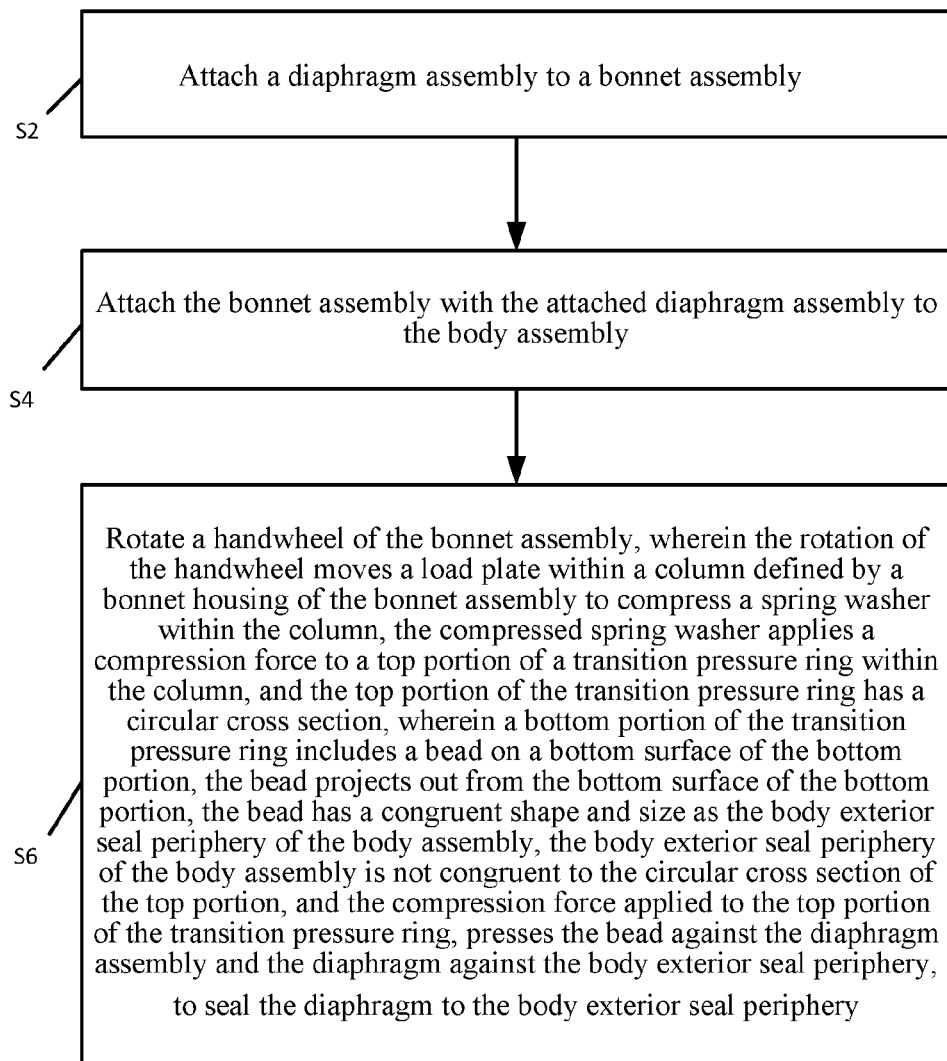 Attach a diaphragm assembly to a bonnet assembly
S2
Attach the bonnet assembly with the attached diaphragm assembly to
the body assembly
S4
Rotate a handwheel of the bonnet assembly, wherein the rotation of
the handwheel moves a load plate within a column defined by a
bonnet housing of the bonnet assembly to compress a spring washer
within the column, the compressed spring washer applies a
compression force to a top portion of a transition pressure ring within
the column, and the top portion of the transition pressure ring has a
circular cross section, wherein a bottom portion of the transition
pressure ring includes a bead on a bottom surface of the bottom
portion, the bead projects out from the bottom surface of the bottom
portion, the bead has a congruent shape and size as the body exterior
seal periphery of the body assembly, the body exterior seal periphery
of the body assembly is not congruent to the circular cross section of
the top portion, and the compression force applied to the top portion
of the transition pressure ring, presses the bead against the diaphragm
assembly and the diaphragm against the body exterior seal periphery,
to seal the diaphragm to the body exterior seal periphery
S6